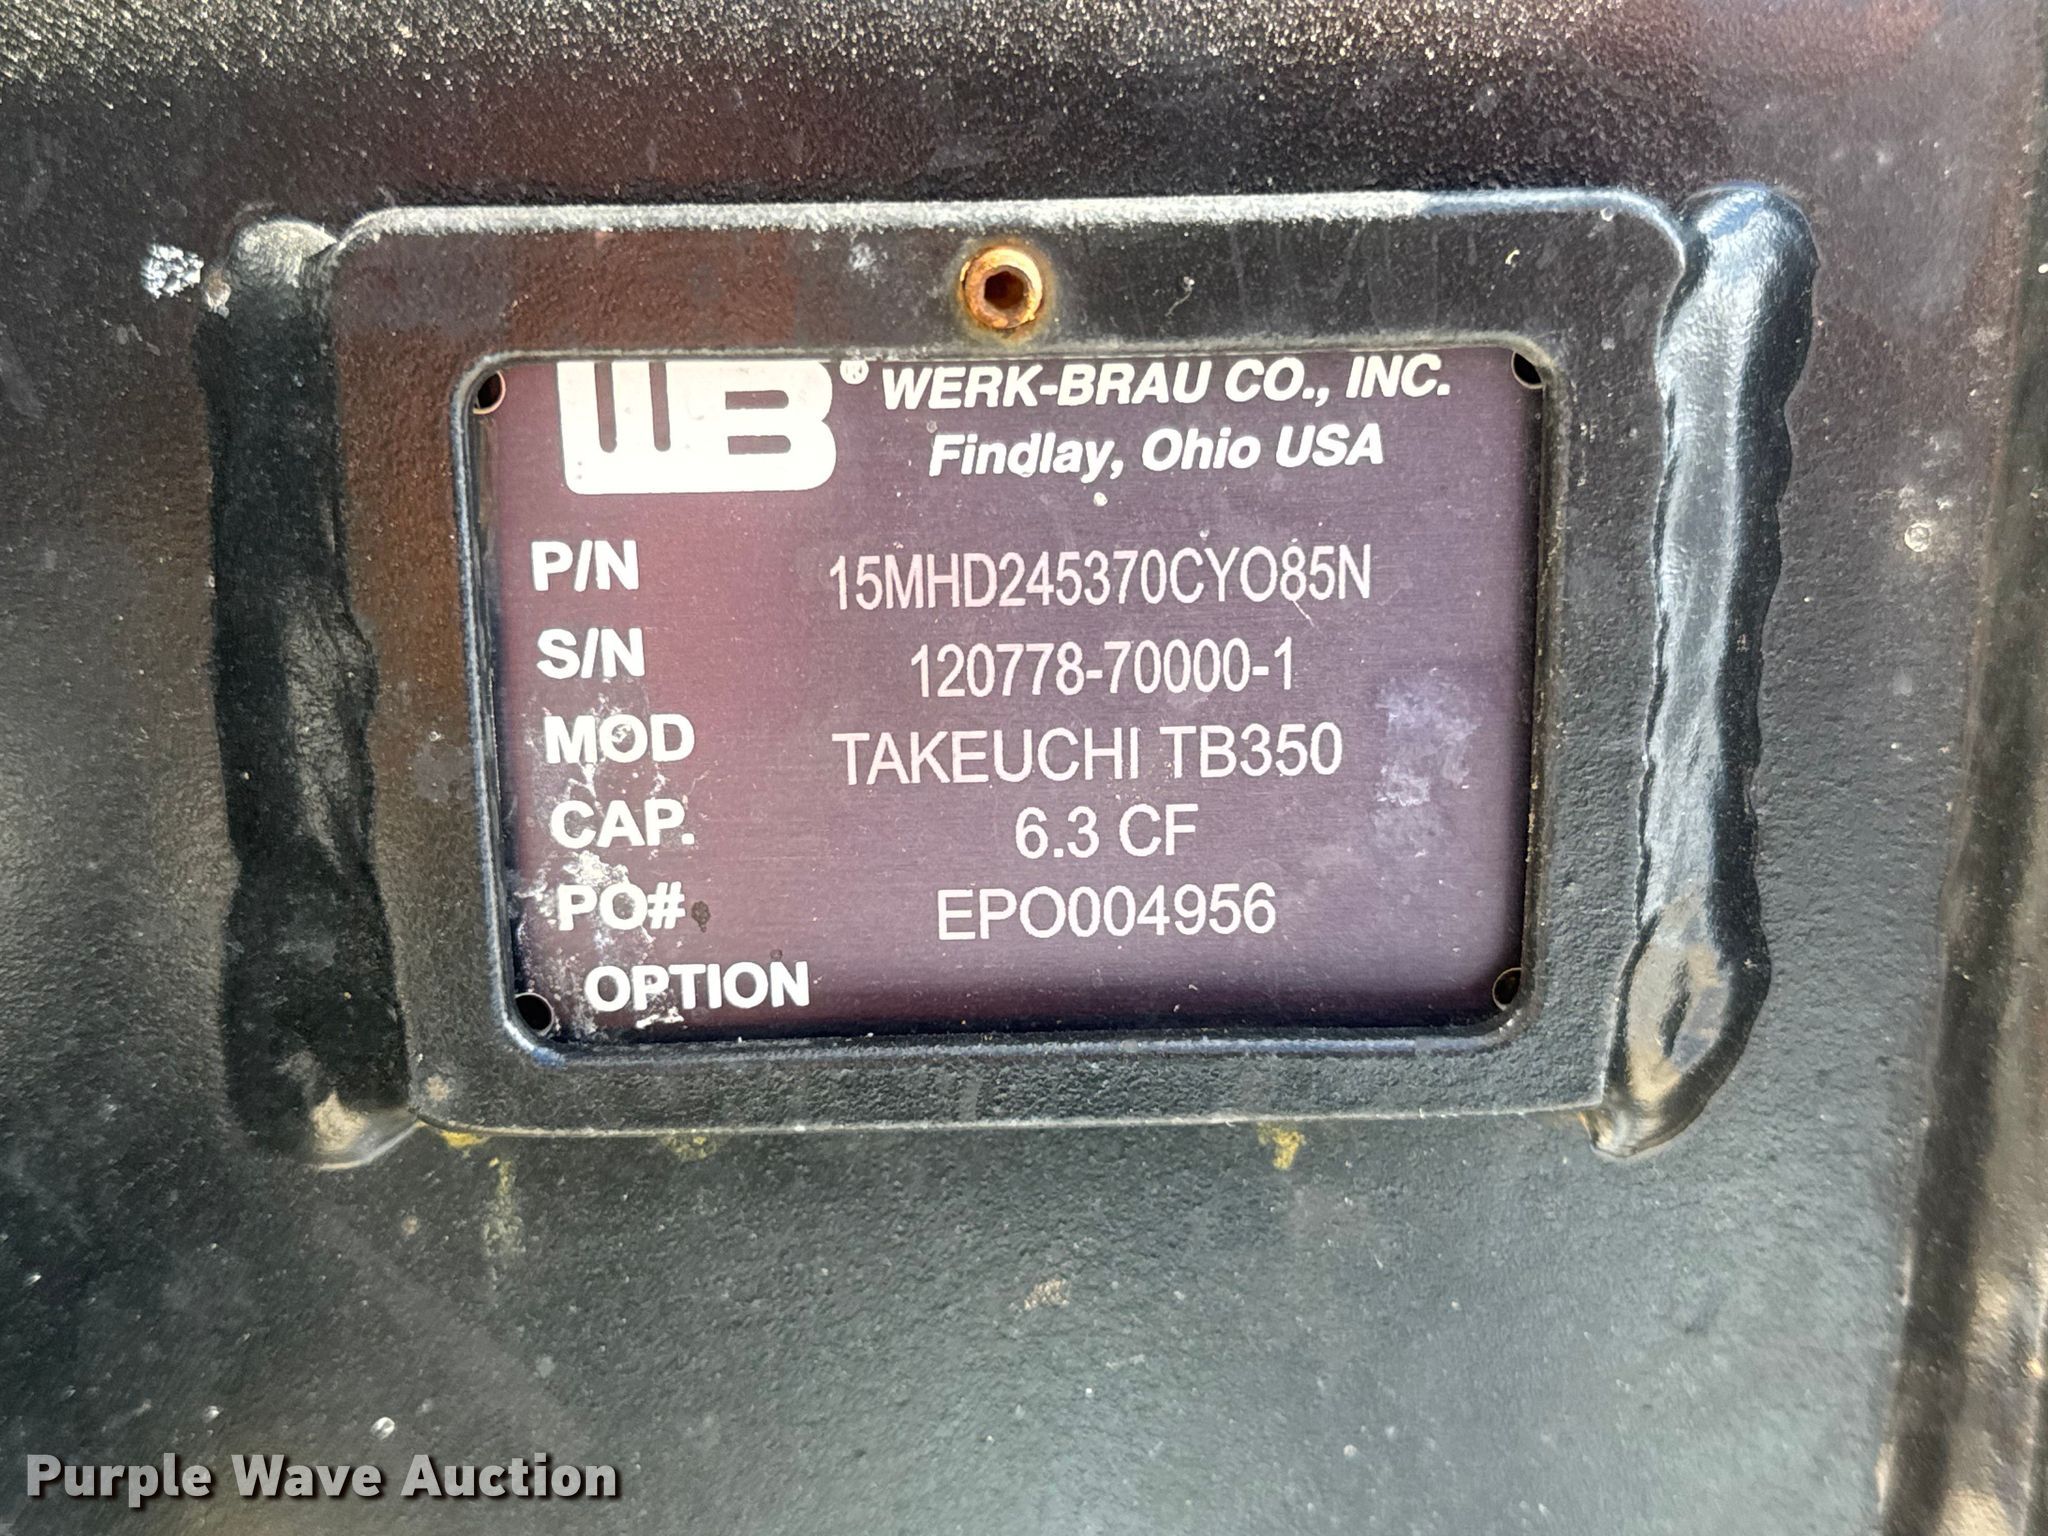 WB® WERK-BRAU CO., INC.
Findlay, Ohio USA
P/N 15MHD245370CYO85N
S/N 120778-70000-1
MOD TAKEUCHI TB350
CAP. 6.3 CF
PO# EPO004956
OPTION
Purple Wave Auction